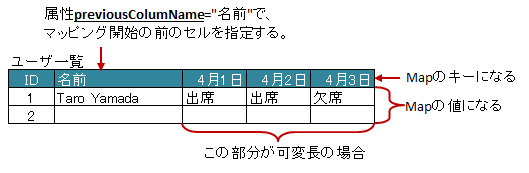 属性previousColumName="名前"で、
マッピング開始の前のセルを指定する。
ユーザ一覧
ID 名前 4月1日 4月2日 4月3日
Mapのキーになる
1 Taro Yamada 出席 出席 欠席
Mapの値になる
2
この部分が可変長の場合